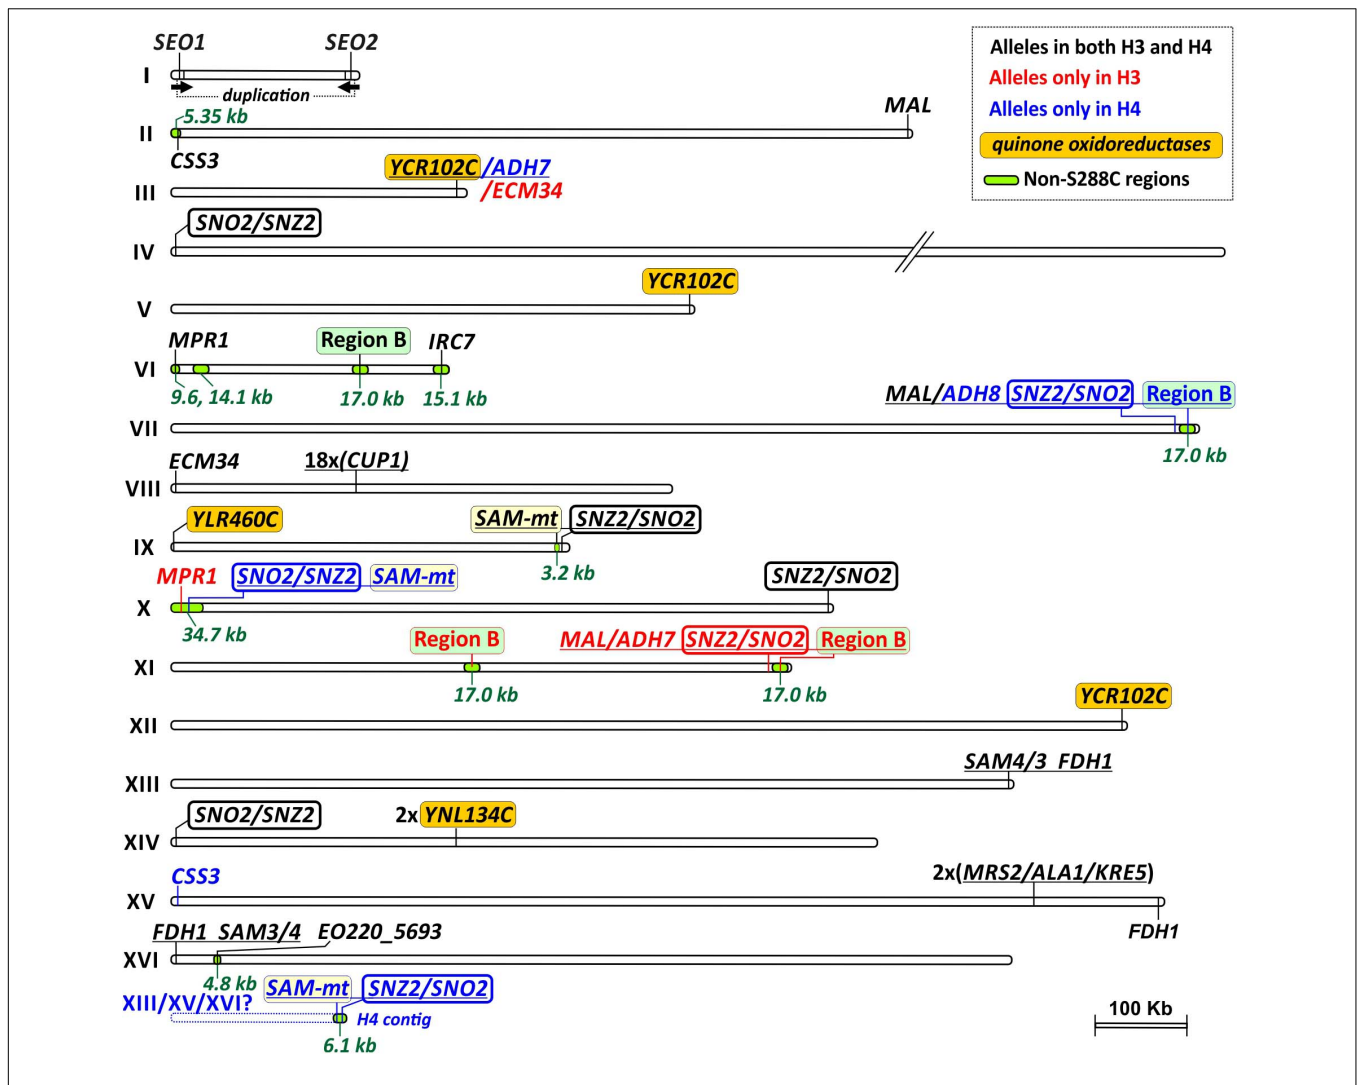 SEO1 SEO2
I
duplication
Alleles in both H3 and H4
Alleles only in H3
Alleles only in H4
quinone oxidoreductases
Non-S288C regions
5.35 kb
MAL
II
CSS3
YCR102C/ADH7
III
/ECM34
SNO2/SNZ2
IV
YCR102C
V
MPR1 Region B IRC7
VI
9.6, 14.1 kb 17.0 kb 15.1 kb
MAL/ADH8 SNZ2/SNO2 Region B
VII
17.0 kb
ECM34 18x(CUP1)
VIII
YLR460C SAM-mt SNZ2/SNO2
IX
3.2 kb
MPR1 SNO2/SNZ2 SAM-mt SNZ2/SNO2
X
34.7 kb
Region B MAL/ADH7 SNZ2/SNO2 Region B
XI
17.0 kb 17.0 kb
YCR102C
XII
SAM4/3 FDH1
XIII
SNO2/SNZ2 2x YNL134C
XIV
CSS3 2x(MRS2/ALA1/KRE5)
XV
FDH1
FDH1 SAM3/4 EO220_5693
XVI
4.8 kb
SAM-mt SNZ2/SNO2
XIII/XV/XVI?
H4 contig
6.1 kb
100 Kb